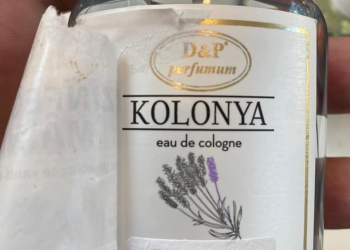 D&P®
perfumum
KOLONYA
eau de cologne